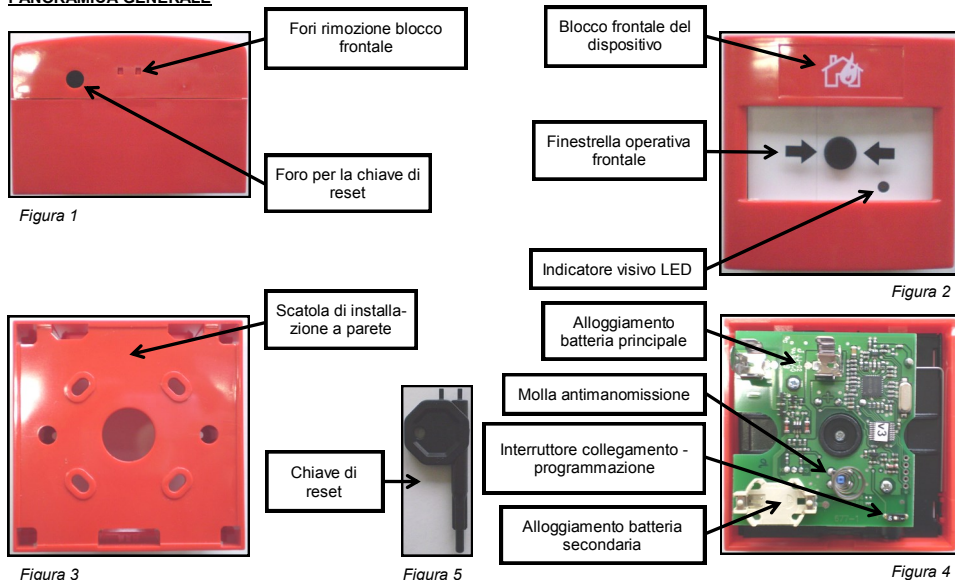 PANORAMICA GENERALE
Fori rimozione blocco
frontale
Foro per la chiave di
reset
Figura 1
Blocco frontale del
dispositivo
Finestrella operativa
frontale
Indicatore visivo LED
Figura 2
Scatola di installa-
zione a parete
Figura 3
Chiave di
reset
Figura 5
Alloggiamento
batteria principale
Molla antimanomissione
Interruttore collegamento -
programmazione
Alloggiamento batteria
secondaria
V3
Figura 4